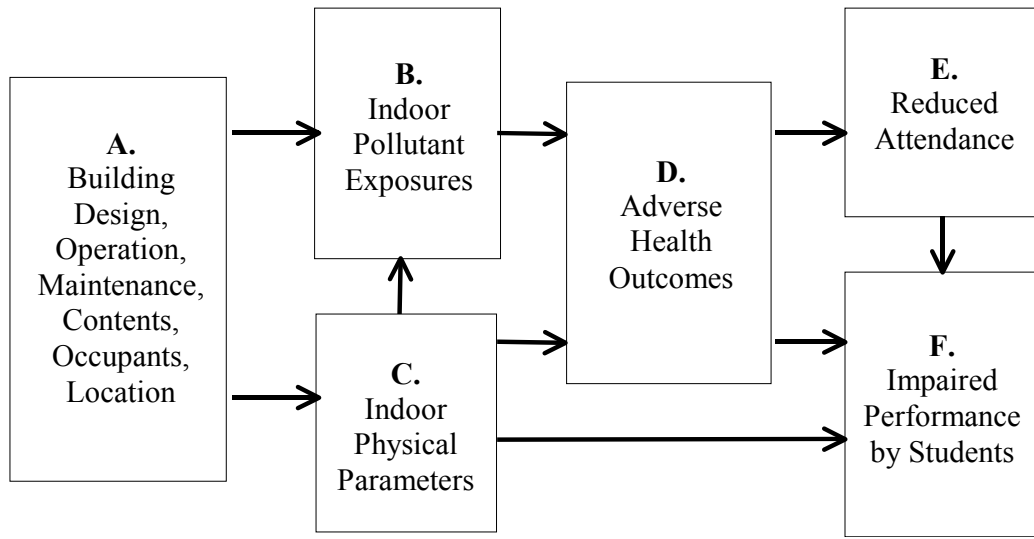 A.
Building
Design,
Operation,
Maintenance,
Contents,
Occupants,
Location
B.
Indoor
Pollutant
Exposures
C.
Indoor
Physical
Parameters
D.
Adverse
Health
Outcomes
E.
Reduced
Attendance
F.
Impaired
Performance
by Students